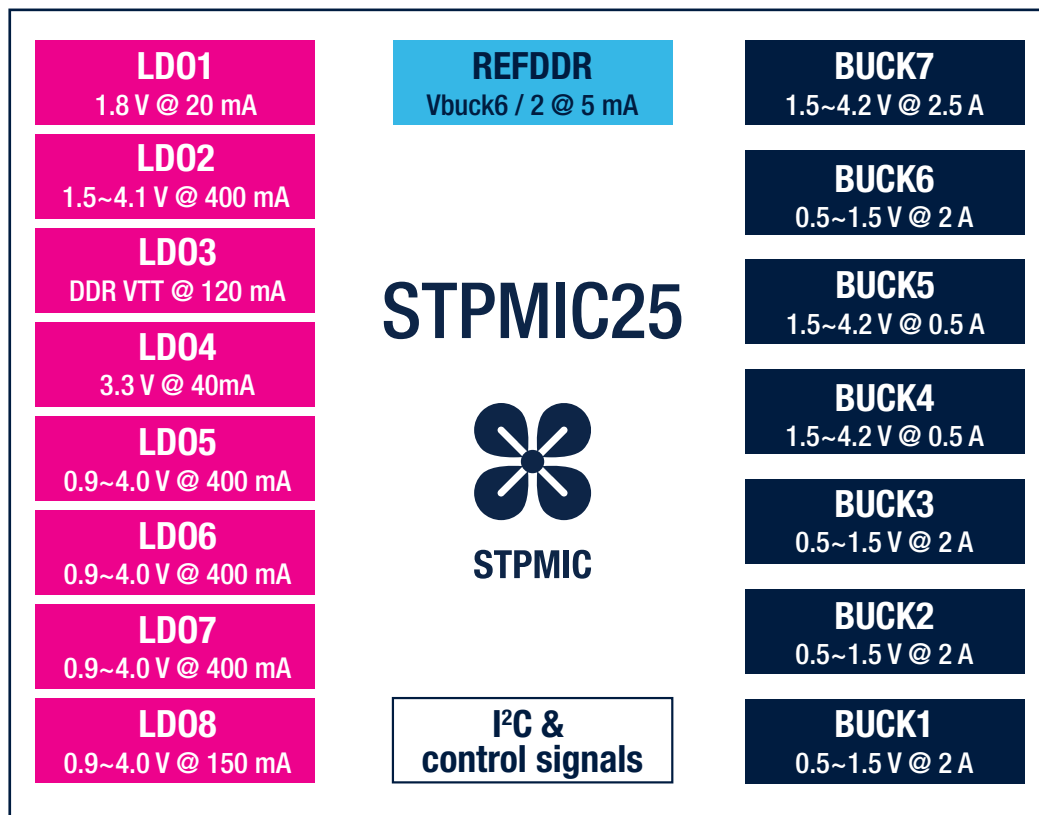 LDO1
1.8 V @ 20 mA
LDO2
1.5~4.1 V @ 400 mA
LDO3
DDR VTT @ 120 mA
LDO4
3.3 V @ 40mA
LDO5
0.9~4.0 V @ 400 mA
LDO6
0.9~4.0 V @ 400 mA
LDO7
0.9~4.0 V @ 400 mA
LDO8
0.9~4.0 V @ 150 mA
REFDDR
Vbuck6 / 2 @ 5 mA
STPMIC25
STPMIC
I²C &
control signals
BUCK7
1.5~4.2 V @ 2.5 A
BUCK6
0.5~1.5 V @ 2 A
BUCK5
1.5~4.2 V @ 0.5 A
BUCK4
1.5~4.2 V @ 0.5 A
BUCK3
0.5~1.5 V @ 2 A
BUCK2
0.5~1.5 V @ 2 A
BUCK1
0.5~1.5 V @ 2 A